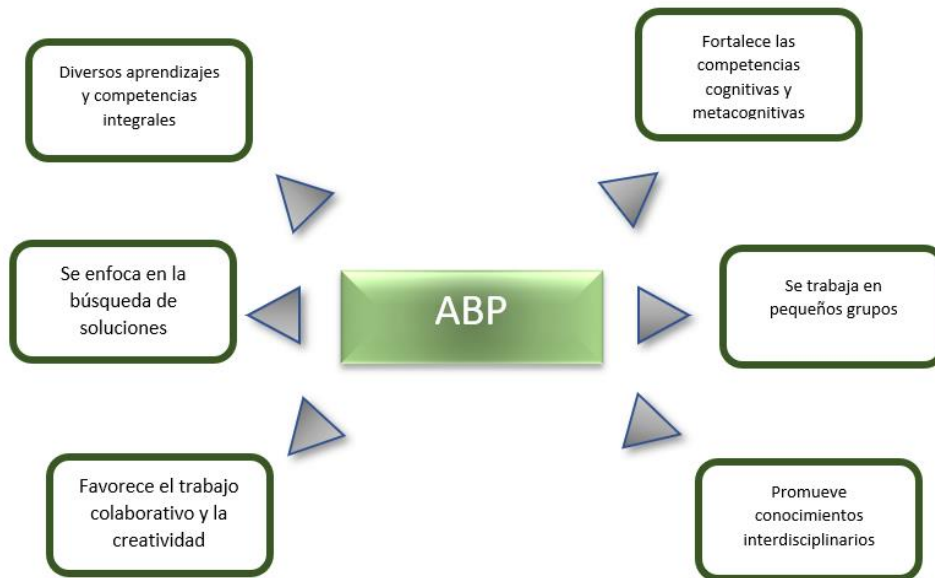 Diversos aprendizajes
y competencias
integrales
Fortalece las
competencias
cognitivas y
metacognitivas
Se enfoca en la
búsqueda de
soluciones
ABP
Se trabaja en
pequeños grupos
Favorece el trabajo
colaborativo y la
creatividad
Promueve
conocimientos
interdisciplinarios